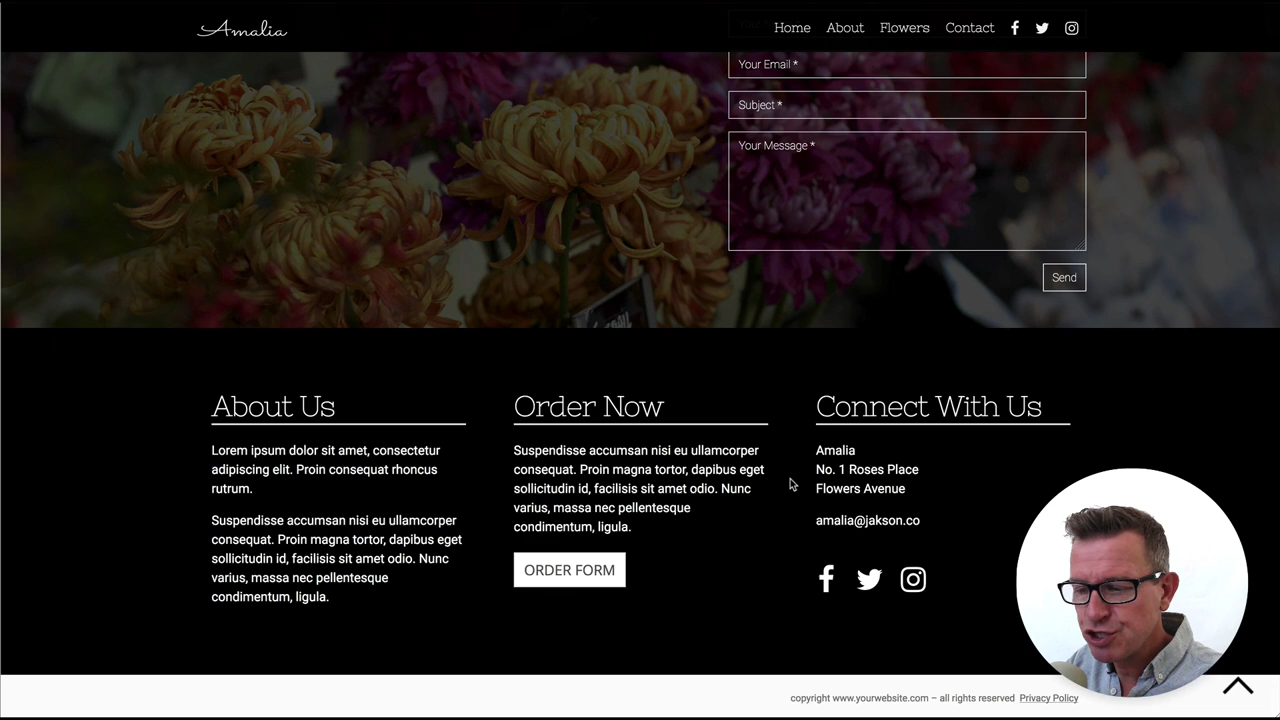 Amalia
Home About Flowers Contact
Your Email *
Subject *
Your Message *
Send
About Us
Lorem ipsum dolor sit amet, consectetur
adipiscing elit. Proin consequat rhoncus
rutrum.
Suspendisse accumsan nisi eu ullamcorper
consequat. Proin magna tortor, dapibus eget
sollicitudin id, facilisis sit amet odio. Nunc
varius, massa nec pellentesque
condimentum, ligula.
Order Now
Suspendisse accumsan nisi eu ullamcorper
consequat. Proin magna tortor, dapibus eget
sollicitudin id, facilisis sit amet odio. Nunc
varius, massa nec pellentesque
condimentum, ligula.
ORDER FORM
Connect With Us
Amalia
No. 1 Roses Place
Flowers Avenue
amalia@jakson.co
copyright www.yourwebsite.com – all rights reserved Privacy Policy